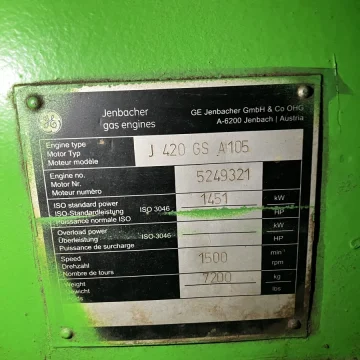 GE
Jenbacher
gas engines
GE Jenbacher GmbH & Co OHG
A-6200 Jenbach | Austria
Engine type
Motor Typ
Moteur modèle
J 420 GS A105
Engine no.
Motor Nr.
Moteur numéro
5249321
ISO standard power
ISO-Standardleistung
Puissance normale ISO
ISO 3046
1451
kW
HP
Overload power
Überleistung
Puissance de surcharge
ISO-3046
kW
HP
Speed
Drehzahl
Nombre de tours
1500
min⁻¹
rpm
Weight
7200
kg
lbs